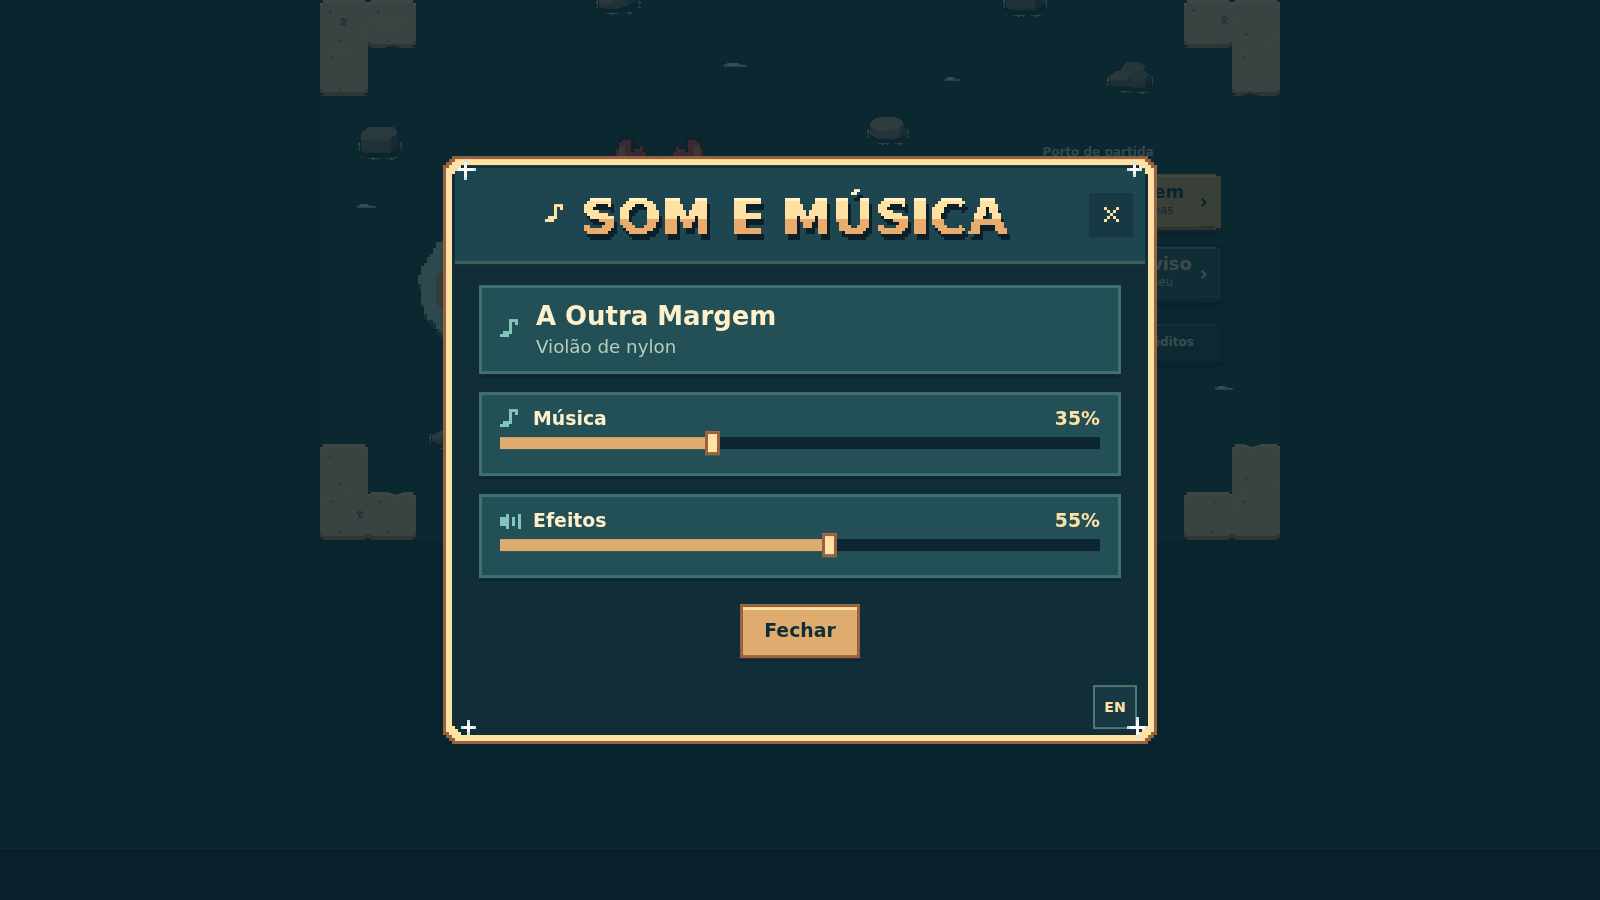 Porto de partida
SOM E MÚSICA
A Outra Margem
Violão de nylon
Música 35%
Efeitos 55%
Fechar
EN